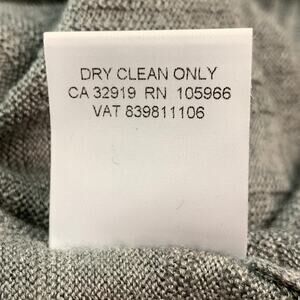 DRY CLEAN ONLY
CA 32919 RN 105966
VAT 839811106